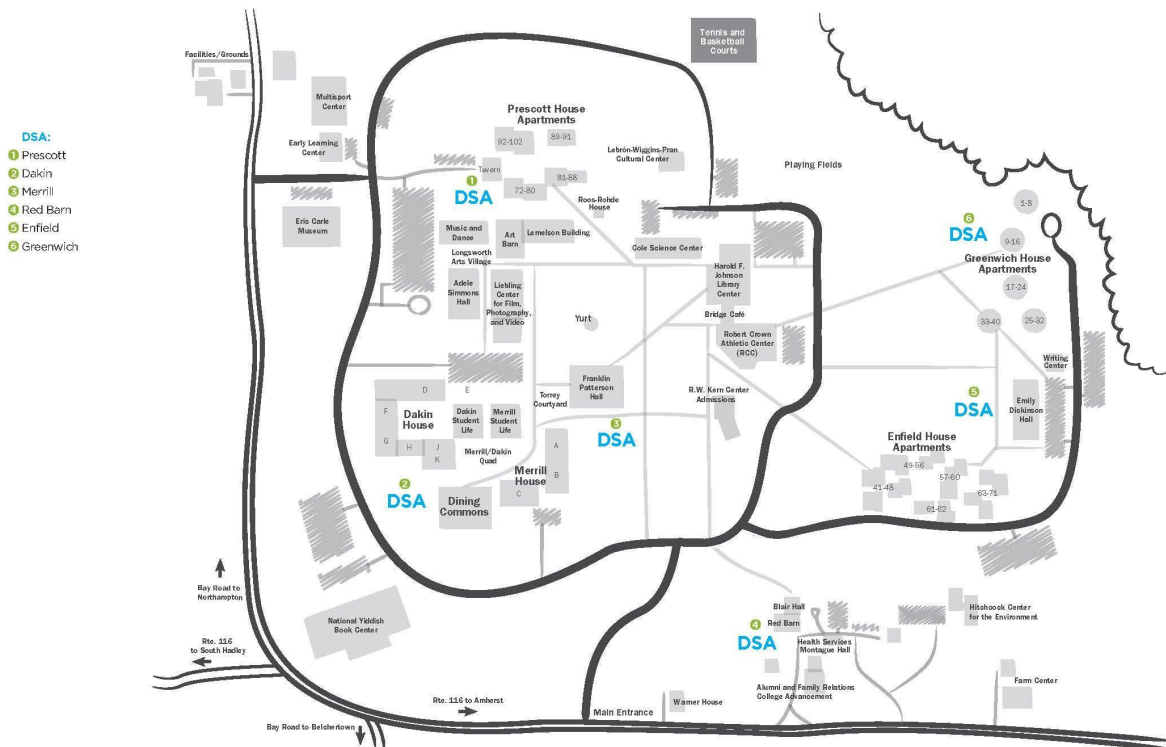 Tennis and
Basketball
Courts
Facilities/Grounds
Multisport
Center
Prescott House
Apartments
DSA:
1 Prescott
2 Dakin
3 Merrill
4 Red Barn
5 Enfield
6 Greenwich
92-102
89-91
Early Learning
Center
Lebrón-Wiggins-Pran
Cultural Center
Playing Fields
Tavern
81-88
72-80
1
DSA
Roos-Rohde
House
1-8
6
DSA
Eric Carle
Museum
Music and
Dance
Art
Barn
Lemelson Building
Cole Science Center
9-16
Longsworth
Arts Village
Greenwich House
Apartments
Harold F.
Johnson
Library
Center
Adele
Simmons
Hall
Liebling
Center
for Film,
Photography,
and Video
17-24
Yurt
Bridge Café
33-40
25-32
Robert Crown
Athletic Center
(RCC)
Writing
Center
Franklin
Patterson
Hall
D
E
R.W. Kern Center
Admissions
Torrey
Courtyard
5
DSA
Emily
Dickinson
Hall
F
Dakin
House
Dakin
Student
Life
Merrill
Student
Life
3
DSA
G
H
J
K
Merrill/Dakin
Quad
A
B
Enfield House
Apartments
Merrill
House
C
49-56
57-60
41-48
63-71
61-62
2
DSA
Dining
Commons
Bay Road to
Northampton
National Yiddish
Book Center
Blair Hall
Red Barn
4
DSA
Hitchcock Center
for the Environment
Health Services
Montague Hall
Rte. 116
to South Hadley
Alumni and Family Relations
College Advancement
Farm Center
Rte. 116 to Amherst
Warner House
Main Entrance
Bay Road to Belchertown